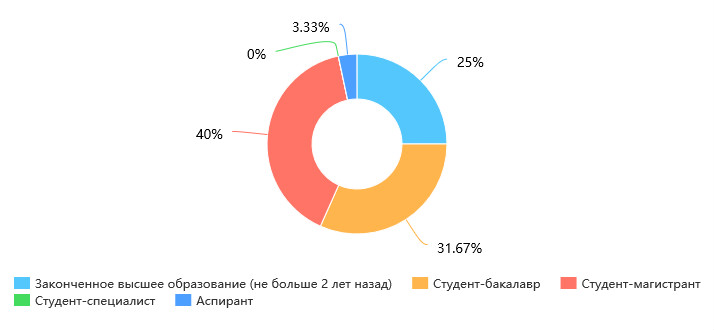 3.33%
0%
25%
40%
31.67%
Законченное высшее образование (не больше 2 лет назад) Студент-бакалавр Студент-магистрант
Студент-специалист Аспирант